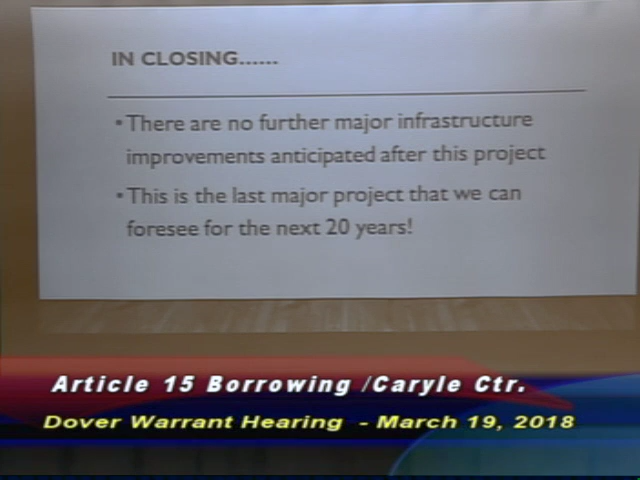 IN CLOSING......
• There are no further major infrastructure
improvements anticipated after this project
• This is the last major project that we can
foresee for the next 20 years!
Article 15 Borrowing /Caryle Ctr.
Dover Warrant Hearing - March 19, 2018